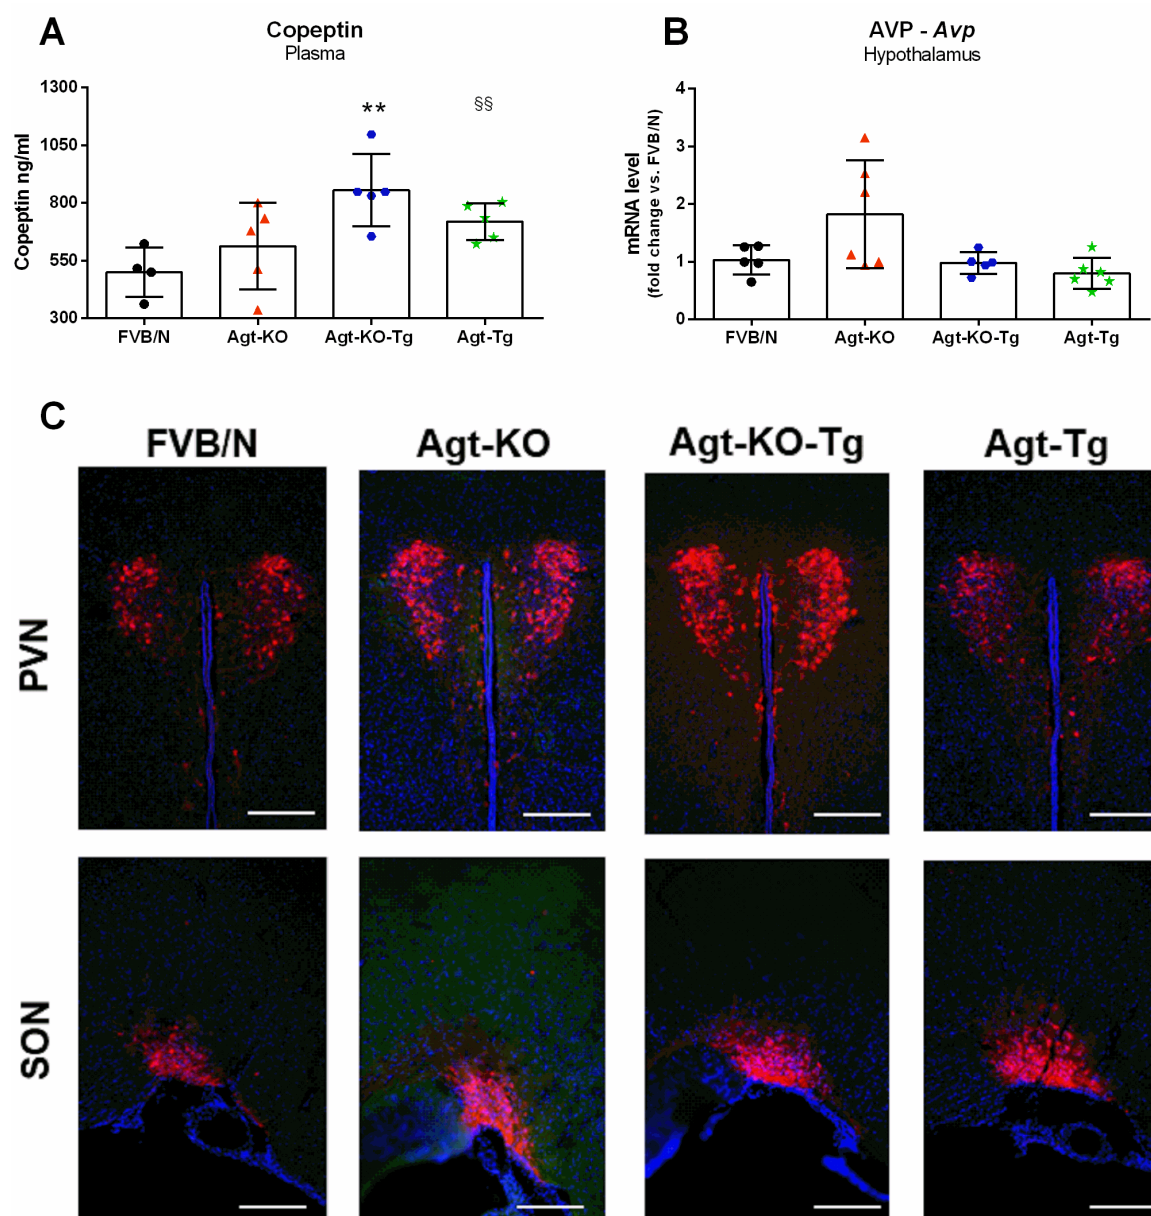 A
Copeptin
Plasma
Copeptin ng/ml
1300
1050
800
550
300
**
§§
FVB/N
Agt-KO
Agt-KO-Tg
Agt-Tg
B
AVP - Avp
Hypothalamus
mRNA level
(fold change vs. FVB/N)
4
3
2
1
0
FVB/N
Agt-KO
Agt-KO-Tg
Agt-Tg
C
FVB/N
Agt-KO
Agt-KO-Tg
Agt-Tg
PVN
SON